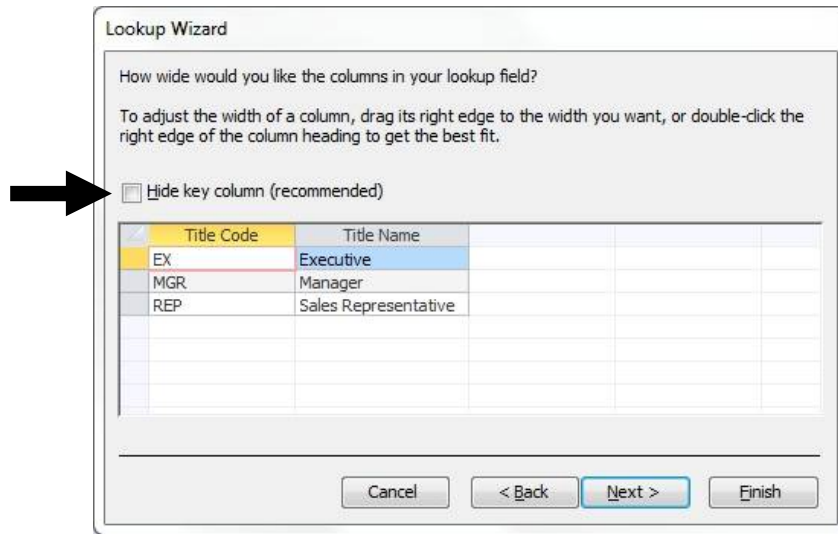 Lookup Wizard
How wide would you like the columns in your lookup field?
To adjust the width of a column, drag its right edge to the width you want, or double-click the
right edge of the column heading to get the best fit.
Hide key column (recommended)
Title Code Title Name
EX Executive
MGR Manager
REP Sales Representative
Cancel < Back Next > Finish